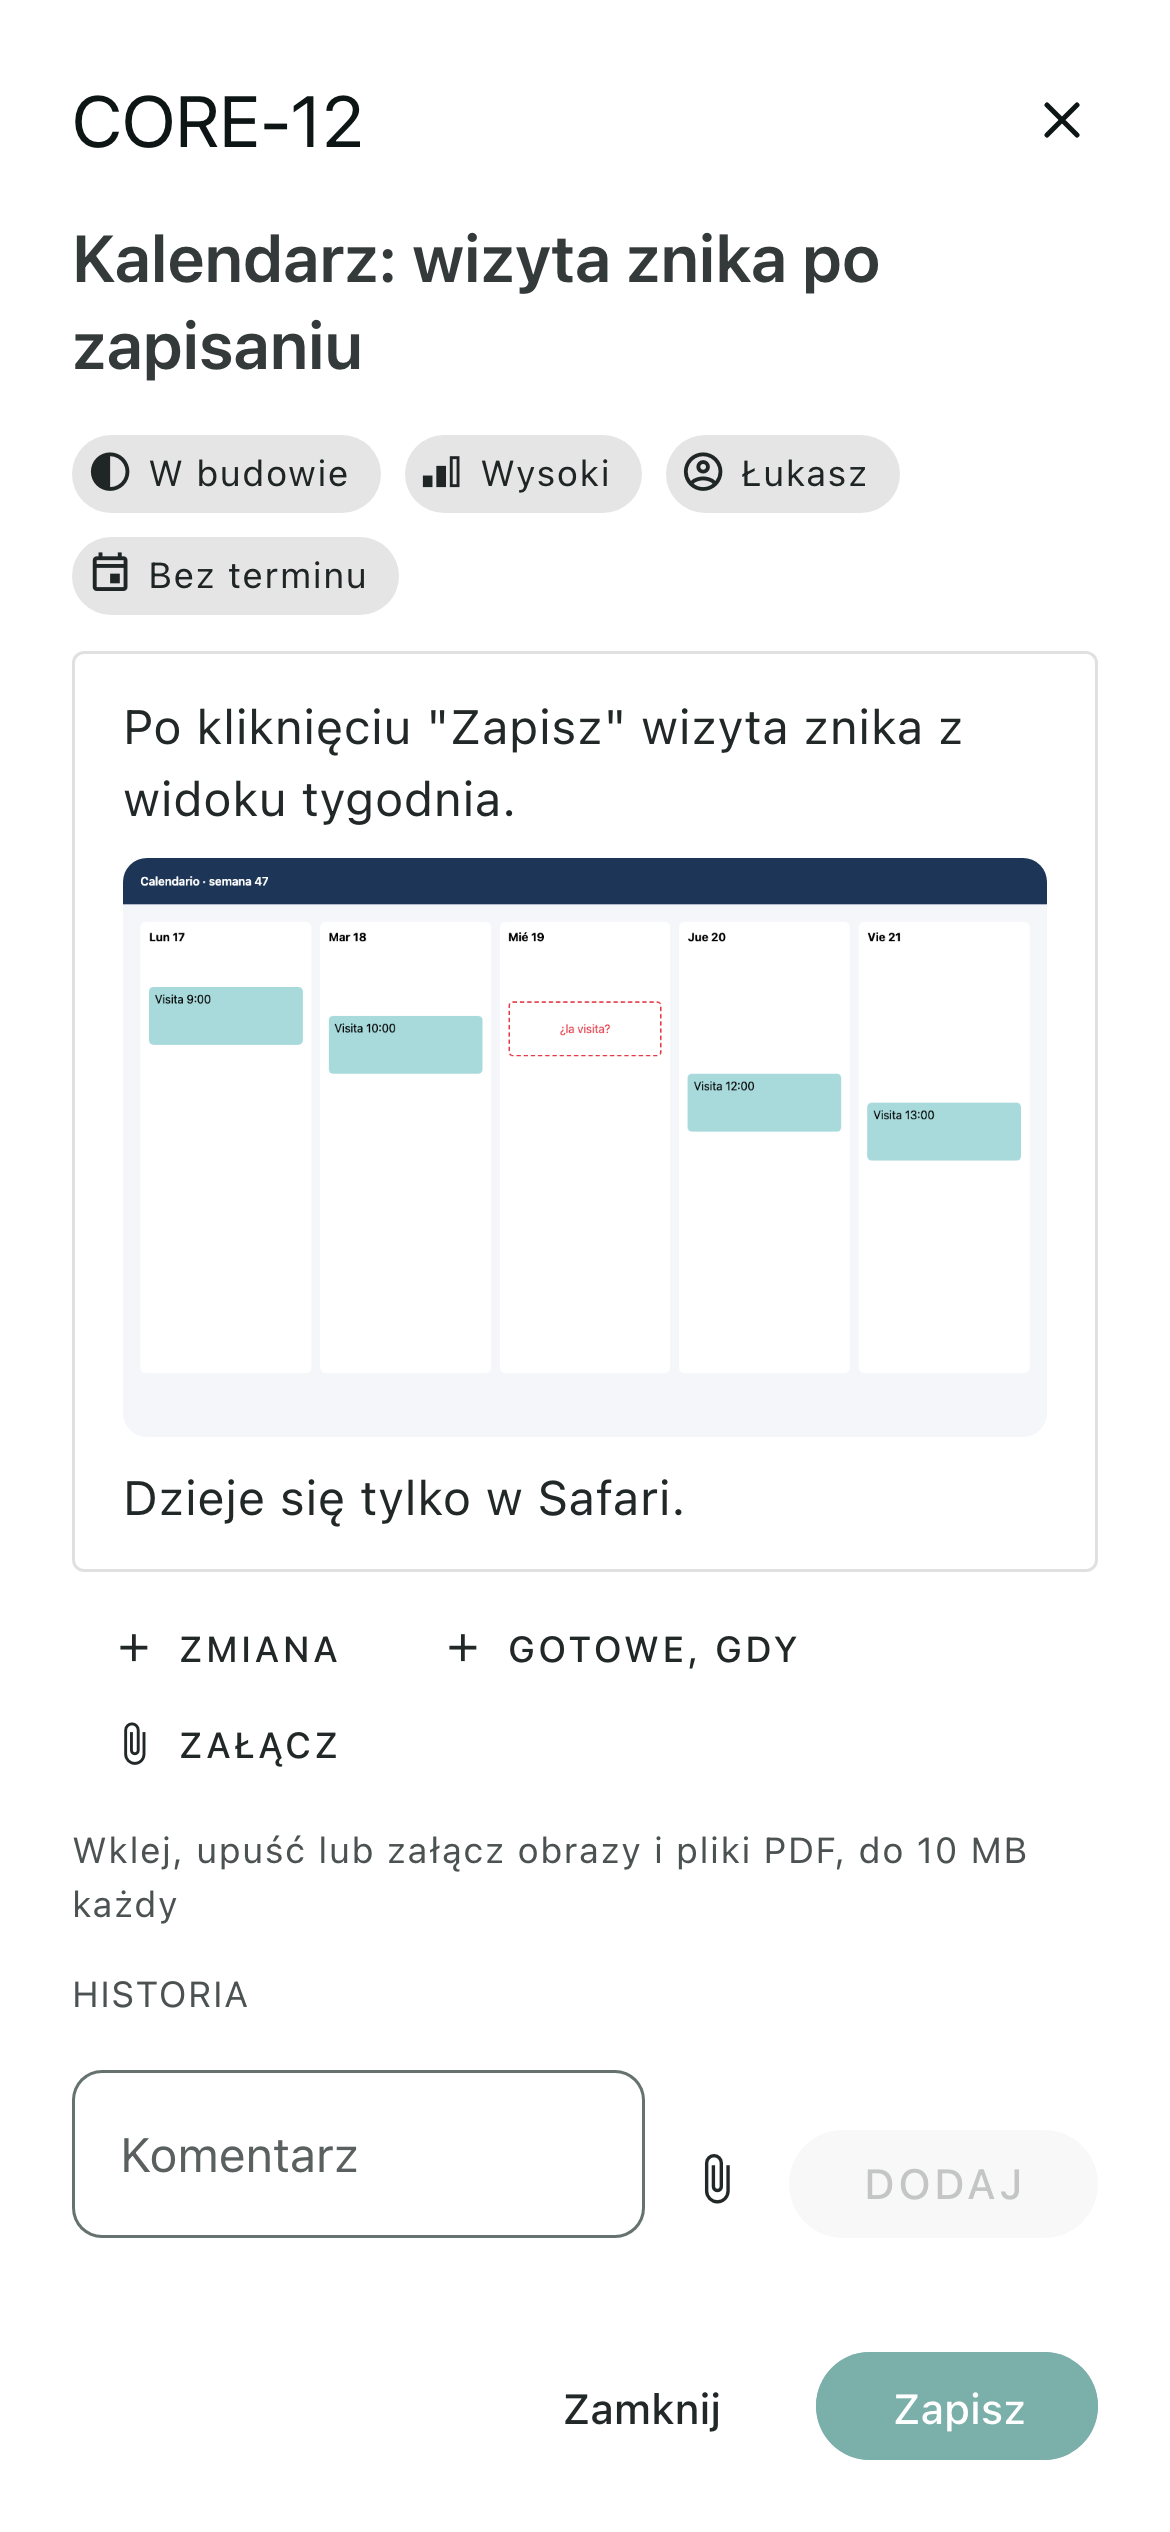 CORE-12
Kalendarz: wizyta znika po
zapisaniu
W budowie
Wysoki
Łukasz
Bez terminu
Po kliknięciu "Zapisz" wizyta znika z
widoku tygodnia.
Calendario · semana 47
Lun 17
Mar 18
Mié 19
Jue 20
Vie 21
Visita 9:00
Visita 10:00
¿la visita?
Visita 12:00
Visita 13:00
Dzieje się tylko w Safari.
+ ZMIANA
+ GOTOWE, GDY
ZAŁĄCZ
Wklej, upuść lub załącz obrazy i pliki PDF, do 10 MB
każdy
HISTORIA
Komentarz
DODAJ
Zamknij
Zapisz